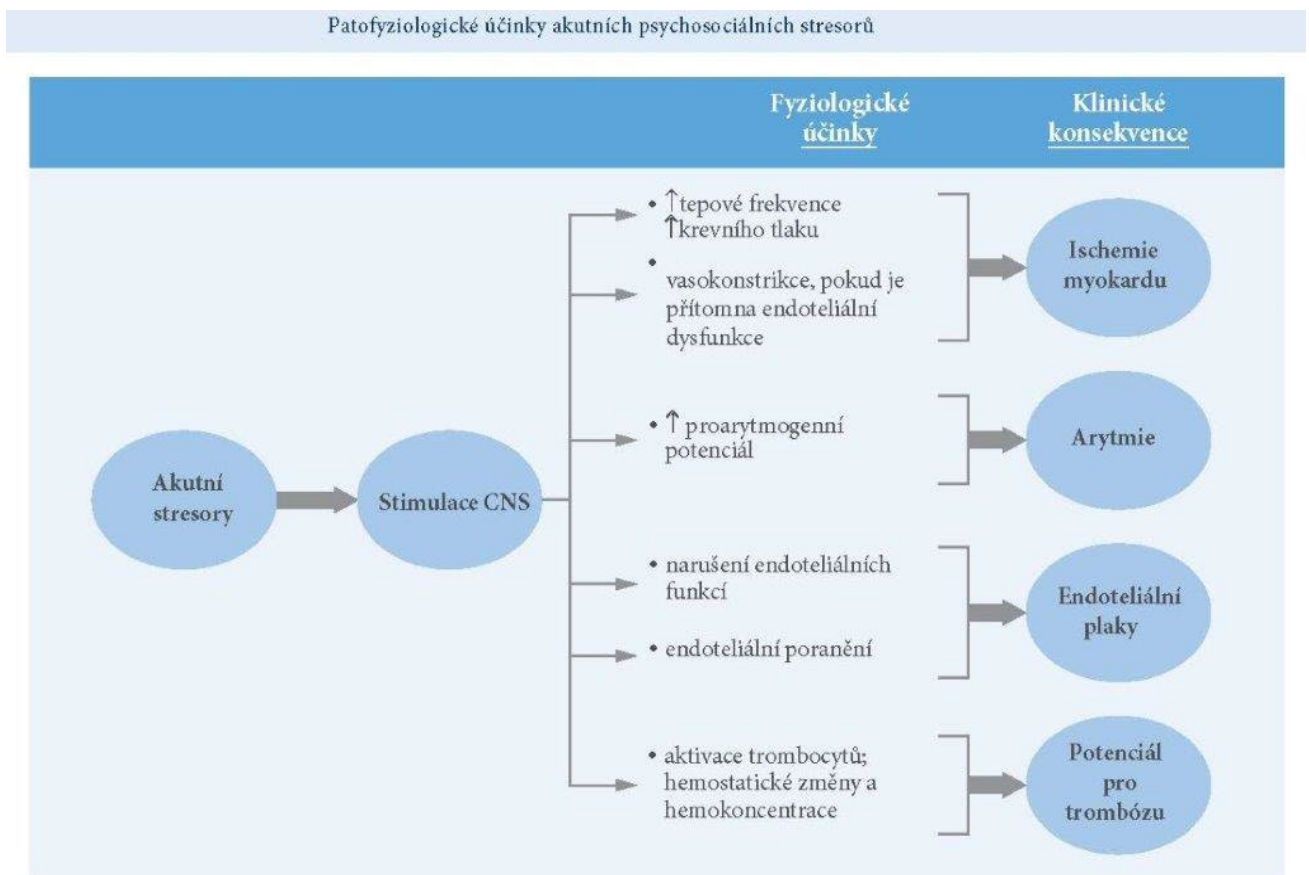 Patofyziologické účinky akutních psychosociálních stresorů
Fyziologické
účinky
Klinické
konsekvence
• ↑tepové frekvence
↑krevního tlaku
•
vasokonstrikce, pokud je
přítomna endoteliální
dysfunkce
Ischemie
myokardu
• ↑ proarytmogenní
potenciál
Arytmie
Akutní
stresory
Stimulace CNS
• narušení endoteliálních
funkcí
• endoteliální poranění
Endoteliální
plaky
• aktivace trombocytů;
hemostatické změny a
hemokoncentrace
Potenciál
pro
trombózu